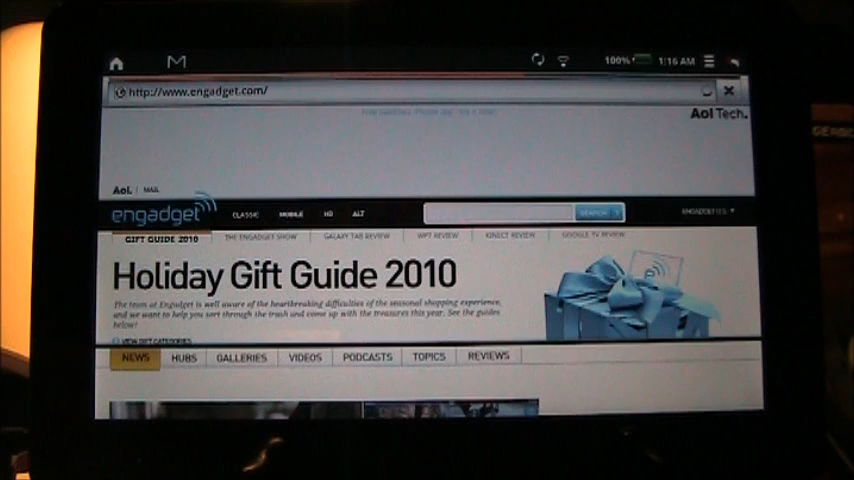 100% 1:16 AM
http://www.engadget.com/
Aol Tech.
Aol. | MAIL
engadget CLASSIC MOBILE HD ALT SEARCH ENGADGET U.S
GIFT GUIDE 2010 THE ENGADGET SHOW GALAXY TAB REVIEW WP7 REVIEW KINECT REVIEW GOOGLE TV REVIEW
Holiday Gift Guide 2010
The team at Engadget is well aware of the heartbreaking difficulties of the seasonal shopping experience,
and we want to help you sort through the trash and come up with the treasures this year. See the guides
below!
VIEW GIFT CATEGORIES
NEWS HUBS GALLERIES VIDEOS PODCASTS TOPICS REVIEWS